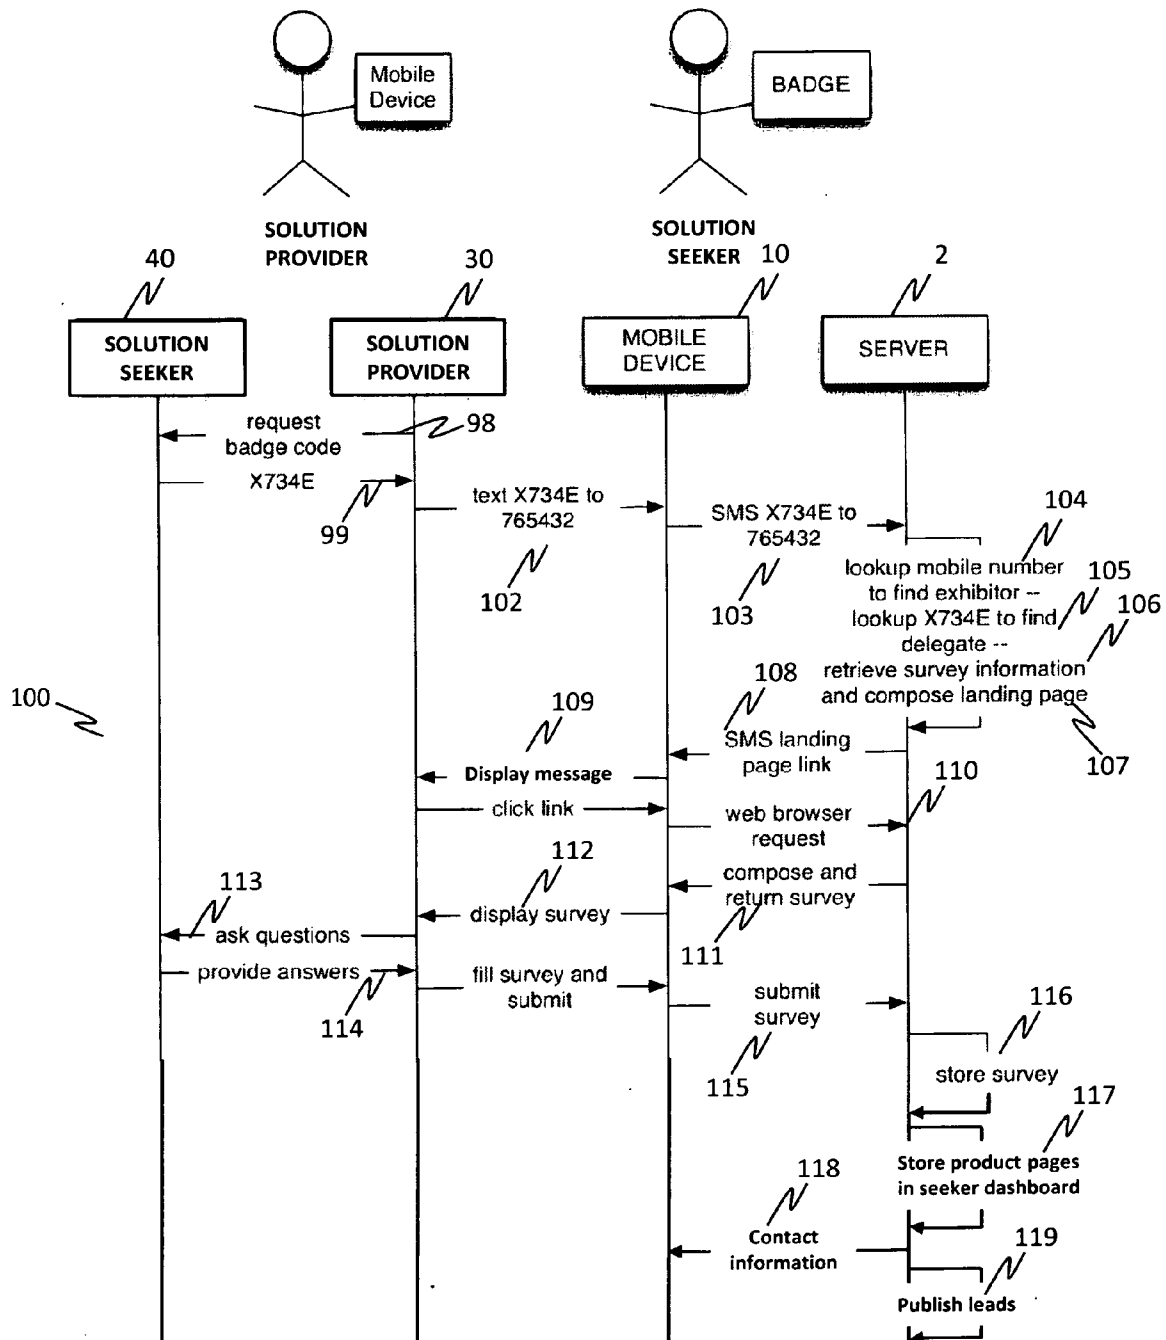 Mobile
Device
BADGE
SOLUTION
PROVIDER
SOLUTION
SEEKER
40
30
10
2
SOLUTION
SEEKER
SOLUTION
PROVIDER
MOBILE
DEVICE
SERVER
request
badge code
98
X734E
99
text X734E to
765432
102
SMS X734E to
765432
103
104
lookup mobile number
to find exhibitor --
105
lookup X734E to find
delegate --
106
retrieve survey information
and compose landing page
107
100
108
SMS landing
page link
109
Display message
click link
110
web browser
request
112
compose and
return survey
111
display survey
113
ask questions
provide answers
114
fill survey and
submit
submit
survey
115
116
store survey
117
Store product pages
in seeker dashboard
118
Contact
information
119
Publish leads